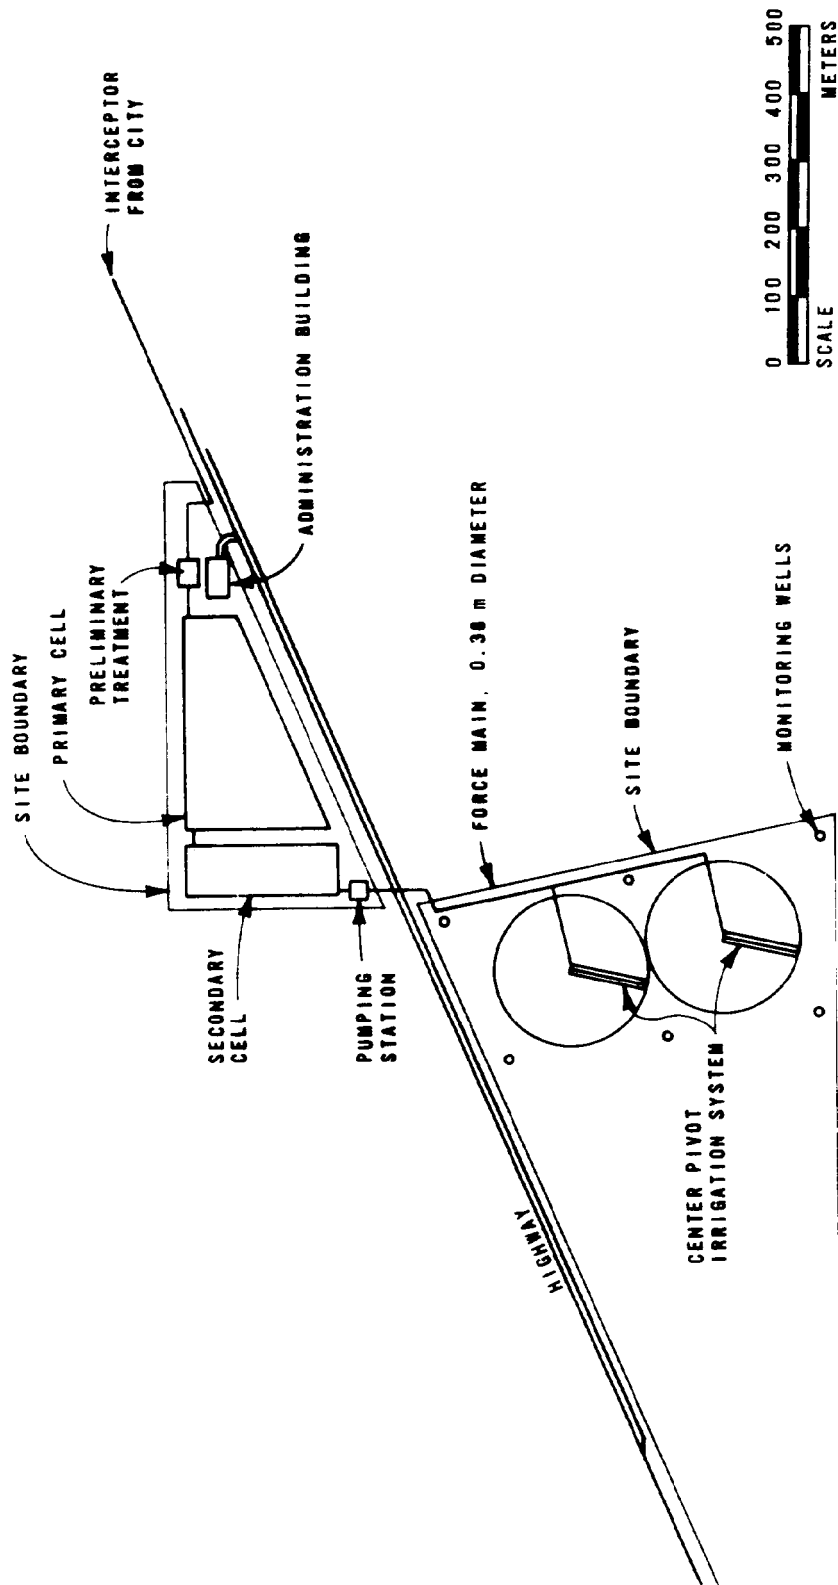 INTERCEPTOR
FROM CITY
ADMINISTRATION BUILDING
SITE BOUNDARY
PRIMARY CELL
PRELIMINARY
TREATMENT
SECONDARY
CELL
PUMPING
STATION
FORCE MAIN, 0.38 m DIAMETER
SITE BOUNDARY
MONITORING WELLS
HIGHWAY
CENTER PIVOT
IRRIGATION SYSTEM
0 100 200 300 400 500
SCALE METERS